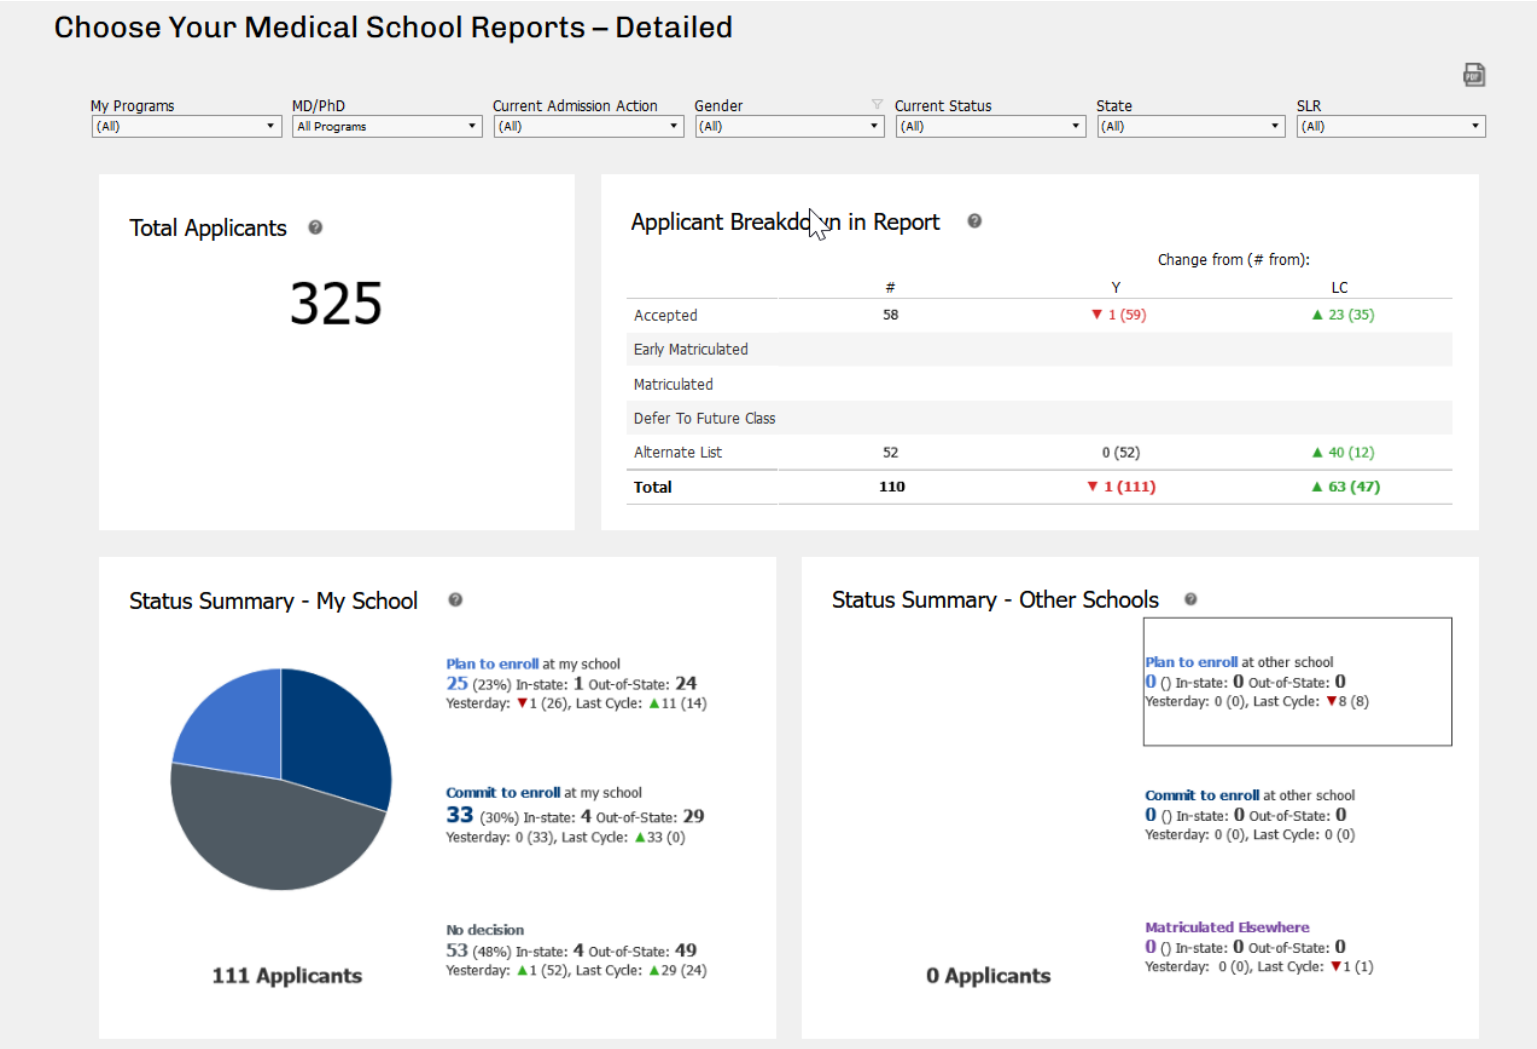 Choose Your Medical School Reports – Detailed
PDF
My Programs MD/PhD Current Admission Action Gender Current Status State SLR
(All) All Programs (All) (All) (All) (All) (All)
Total Applicants ?
325
Applicant Breakdown in Report ?
Change from (# from):
# Y LC
Accepted 58 ▼ 1 (59) ▲ 23 (35)
Early Matriculated
Matriculated
Defer To Future Class
Alternate List 52 0 (52) ▲ 40 (12)
Total 110 ▼ 1 (111) ▲ 63 (47)
Status Summary - My School ?
Plan to enroll at my school
25 (23%) In-state: 1 Out-of-State: 24
Yesterday: ▼1 (26), Last Cycle: ▲11 (14)
Commit to enroll at my school
33 (30%) In-state: 4 Out-of-State: 29
Yesterday: 0 (33), Last Cycle: ▲33 (0)
No decision
53 (48%) In-state: 4 Out-of-State: 49
Yesterday: ▲1 (52), Last Cycle: ▲29 (24)
111 Applicants
Status Summary - Other Schools ?
Plan to enroll at other school
0 () In-state: 0 Out-of-State: 0
Yesterday: 0 (0), Last Cycle: ▼8 (8)
Commit to enroll at other school
0 () In-state: 0 Out-of-State: 0
Yesterday: 0 (0), Last Cycle: 0 (0)
Matriculated Elsewhere
0 () In-state: 0 Out-of-State: 0
Yesterday: 0 (0), Last Cycle: ▼1 (1)
0 Applicants